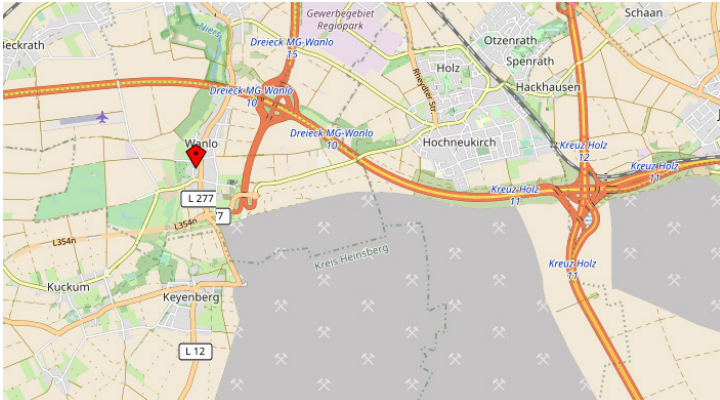 Gewerbegebiet
Regiopark
Schaan
Niers
Beckrath
Dreieck MG-Wanlo
15
Otzenrath
Spenrath
Holz
Rheydter Str.
Hackhausen
Dreieck MG-Wanlo
10
Dreieck MG-Wanlo
10
Wanlo
Hochneukirch
Kreuz Holz
12
Kreuz Holz
11
Kreuz Holz
11
L 277
7
L354n
L354n
Kreis Heinsberg
Kreuz Holz
11
Kuckum
Keyenberg
L 12